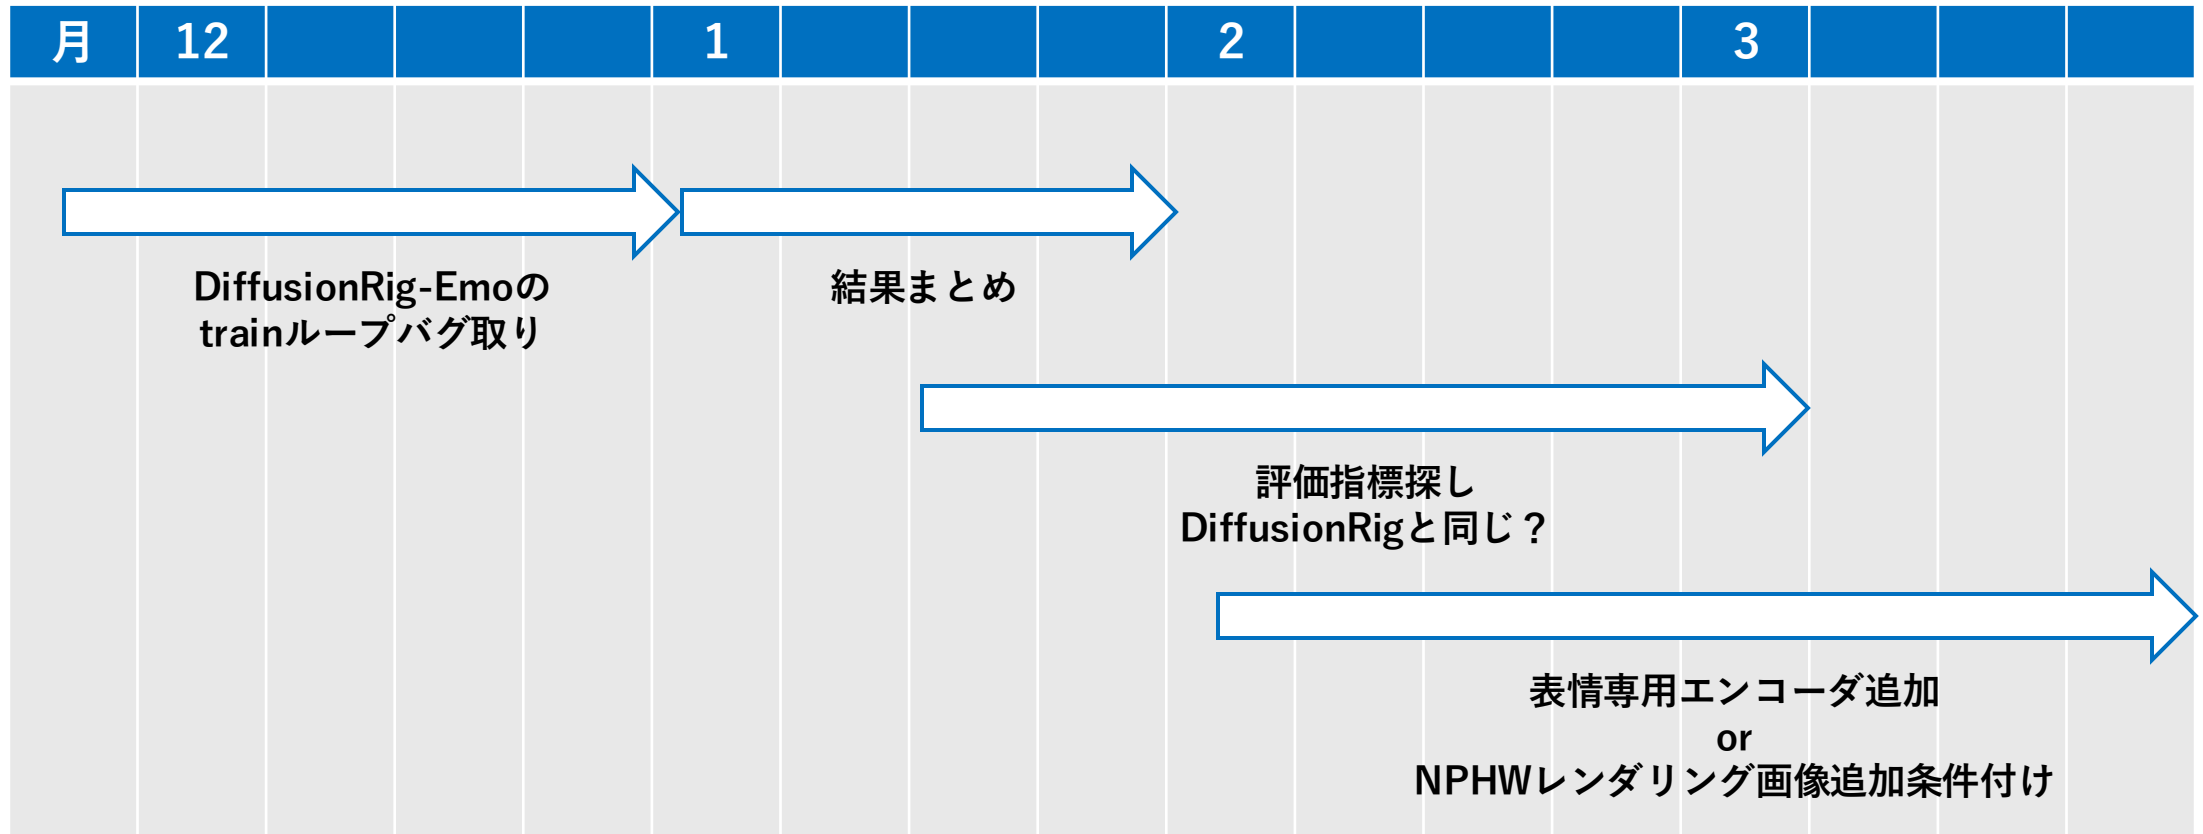 月 12 1 2 3
DiffusionRig-Emoの
trainループバグ取り
結果まとめ
評価指標探し
DiffusionRigと同じ？
表情専用エンコーダ追加
or
NPHWレンダリング画像追加条件付け